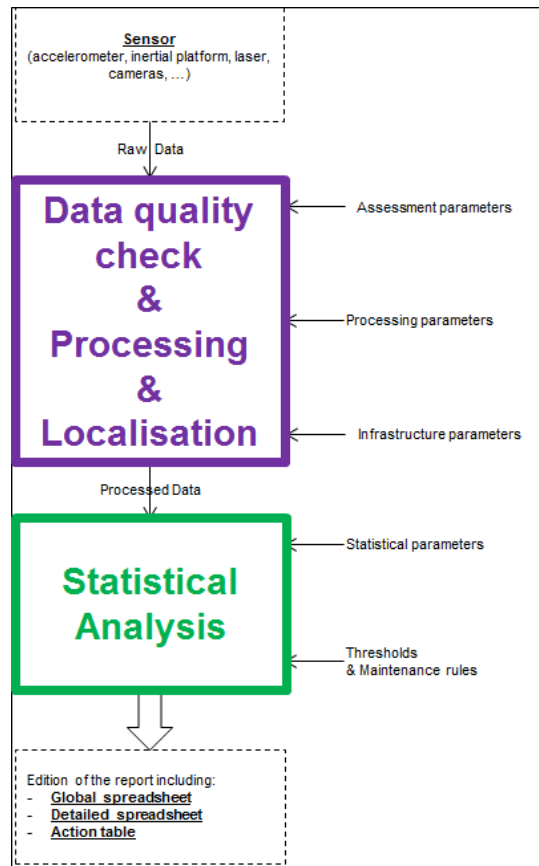 Sensor
(accelerometer, inertial platform, laser,
cameras, …)
Raw Data
Data quality
check
&
Processing
&
Localisation
Assessment parameters
Processing parameters
Infrastructure parameters
Processed Data
Statistical
Analysis
Statistical parameters
Thresholds
& Maintenance rules
Edition of the report including:
- Global spreadsheet
- Detailed spreadsheet
- Action table